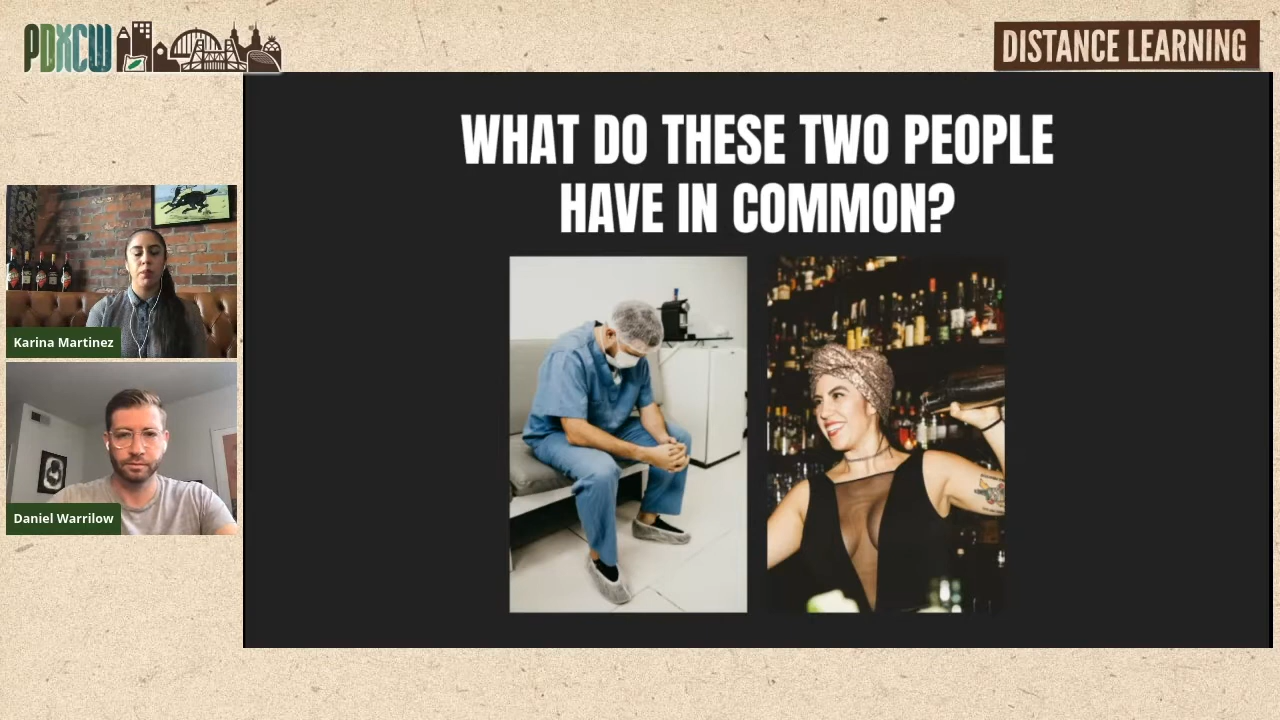 PDXCW
DISTANCE LEARNING
WHAT DO THESE TWO PEOPLE
HAVE IN COMMON?
Karina Martinez
Daniel Warrilow